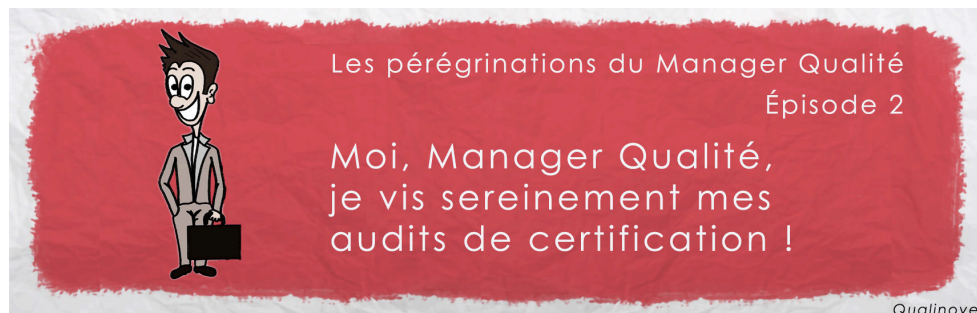 Les pérégrinations du Manager Qualité
Épisode 2
Moi, Manager Qualité,
je vis sereinement mes
audits de certification !